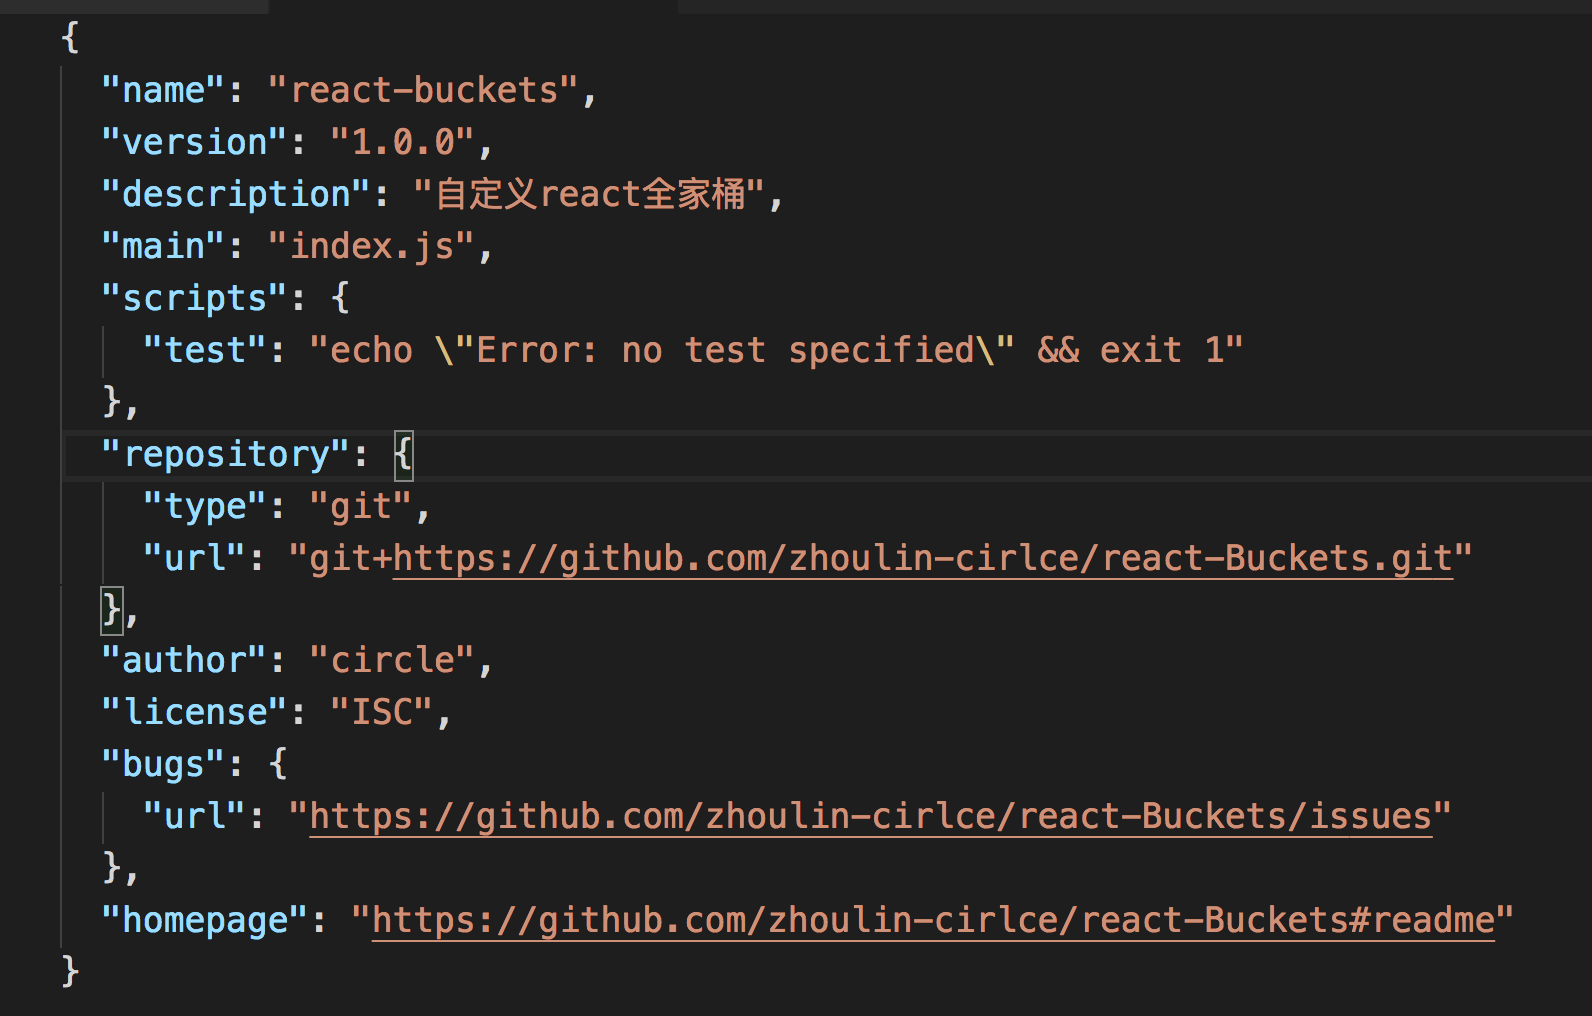 {
"name": "react-buckets",
"version": "1.0.0",
"description": "自定义react全家桶",
"main": "index.js",
"scripts": {
"test": "echo \"Error: no test specified\" && exit 1"
},
"repository": {
"type": "git",
"url": "git+https://github.com/zhoulin-cirlce/react-Buckets.git"
},
"author": "circle",
"license": "ISC",
"bugs": {
"url": "https://github.com/zhoulin-cirlce/react-Buckets/issues"
},
"homepage": "https://github.com/zhoulin-cirlce/react-Buckets#readme"
}